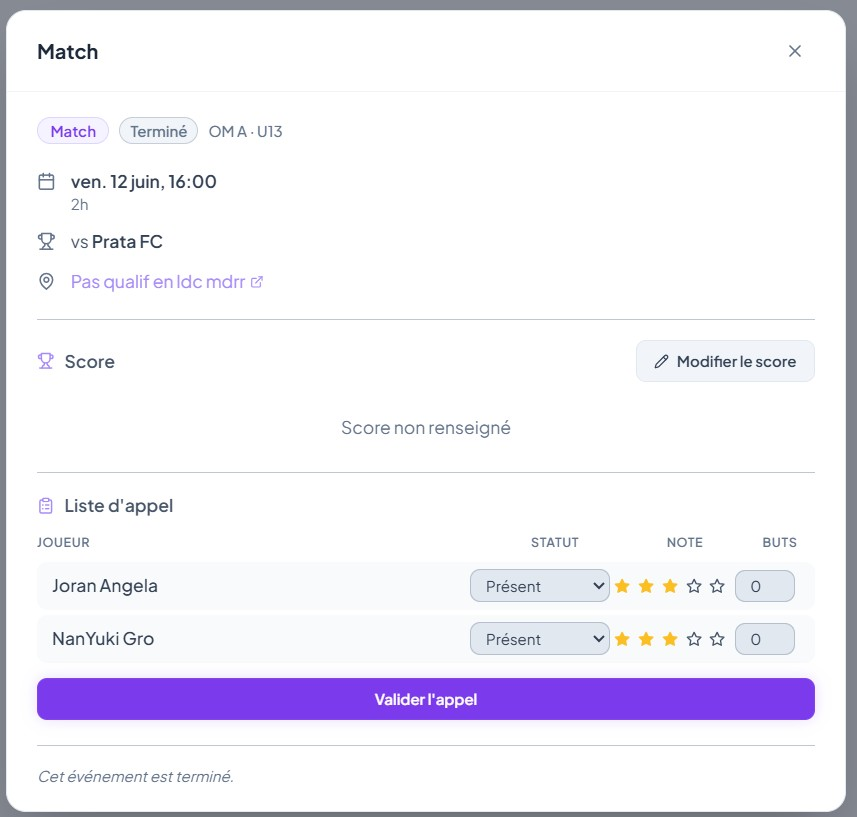 Match
Match Terminé OM A · U13
ven. 12 juin, 16:00
2h
vs Prata FC
Pas qualif en ldc mdrr
Score Modifier le score
Score non renseigné
Liste d'appel
JOUEUR STATUT NOTE BUTS
Joran Angela Présent 0
NanYuki Gro Présent 0
Valider l'appel
Cet événement est terminé.